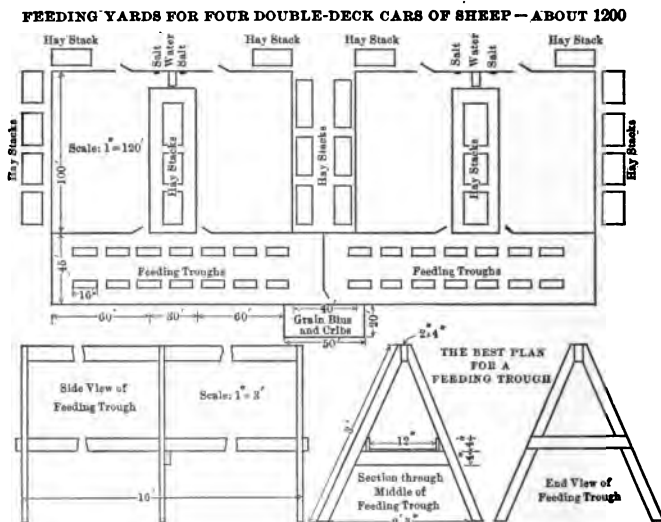 FEEDING YARDS FOR FOUR DOUBLE-DECK CARS OF SHEEP — ABOUT 1200
Hay Stack
Salt
Water
Salt
Hay Stack
Hay Stack
Salt
Water
Salt
Hay Stack
Hay Stacks
Scale: 1"=120'
Hay Stacks
Hay Stacks
Hay Stacks
Hay Stacks
100'
45'
Feeding Troughs
Feeding Troughs
16"
60'
30'
60'
40'
Grain Bins
and Cribs
20'
50'
Side View of
Feeding Trough
Scale: 1"= 3'
2"x 4"
THE BEST PLAN
FOR A
FEEDING TROUGH
3'
12"
Section through
Middle of
Feeding Trough
End View of
Feeding Trough